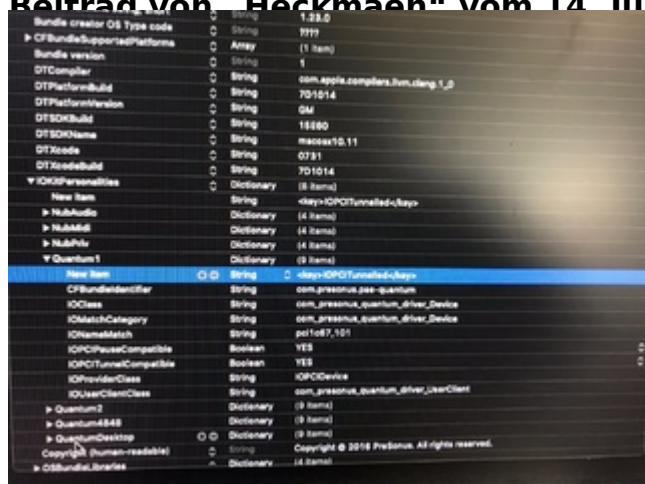 Beitrag von „Heckmaen“ vom 14.
Bundle creator OS Type code String ????
1.23.0
CFBundleSupportedPlatforms Array (1 item)
Bundle version String 1
DTCompiler String com.apple.compilers.llvm.clang.1_0
DTPlatformBuild String 7D1014
DTPlatformVersion String GM
DTSDKBuild String 15E60
DTSDKName String macosx10.11
DTXcode String 0731
DTXcodeBuild String 7D1014
IOKitPersonalities Dictionary (8 items)
New item String <key>IOPCITunnelled</key>
NubAudio Dictionary (4 items)
NubMidi Dictionary (4 items)
NubPriv Dictionary (4 items)
Quantum1 Dictionary (9 items)
New item String <key>IOPCITunnelled</key>
CFBundleIdentifier String com.presonus.pae-quantum
IOClass String com_presonus_quantum_driver_Device
IOMatchCategory String com_presonus_quantum_driver_Device
IONameMatch String pci1c67,101
IOPCIPauseCompatible Boolean YES
IOPCITunnelCompatible Boolean YES
IOProviderClass String IOPCIDevice
IOUserClientClass String com_presonus_quantum_driver_UserClient
Quantum2 Dictionary (9 items)
Quantum4848 Dictionary (9 items)
QuantumDesktop Dictionary (9 items)
Copyright (human-readable) String Copyright © 2016 PreSonus. All rights reserved.
OSBundleLibraries Dictionary (4 items)